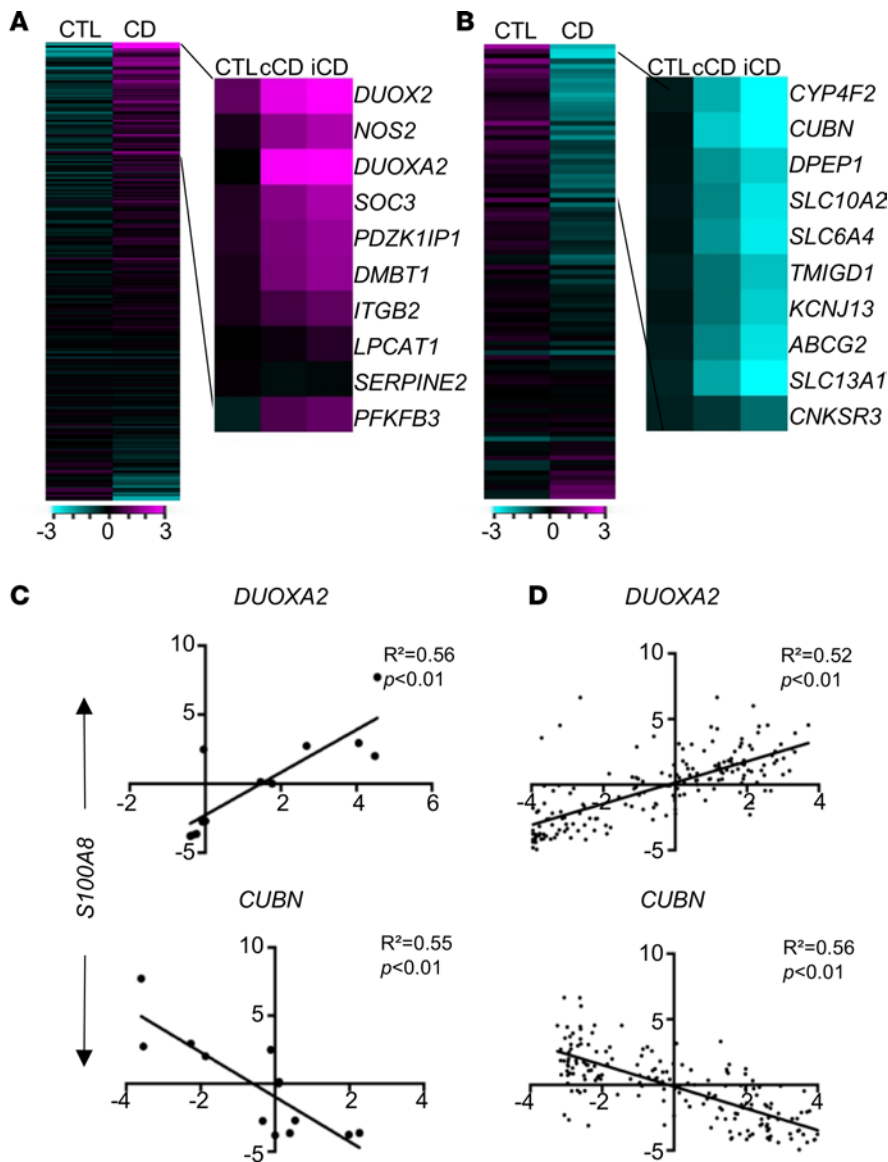 A
CTL CD
CTL cCD iCD
DUOX2
NOS2
DUOXA2
SOC3
PDZK1IP1
DMBT1
ITGB2
LPCAT1
SERPINE2
PFKFB3
-3 0 3
B
CTL CD
CTL cCD iCD
CYP4F2
CUBN
DPEP1
SLC10A2
SLC6A4
TMIGD1
KCNJ13
ABCG2
SLC13A1
CNKSR3
-3 0 3
C
S100A8
DUOXA2
R²=0.56
p<0.01
10
5
-2 2 4 6
-5
CUBN
R²=0.55
p<0.01
10
5
-4 -2 2 4
-5
D
DUOXA2
R²=0.52
p<0.01
10
5
-4 -2 0 2 4
-5
CUBN
R²=0.56
p<0.01
10
5
-4 -2 0 2 4
-5